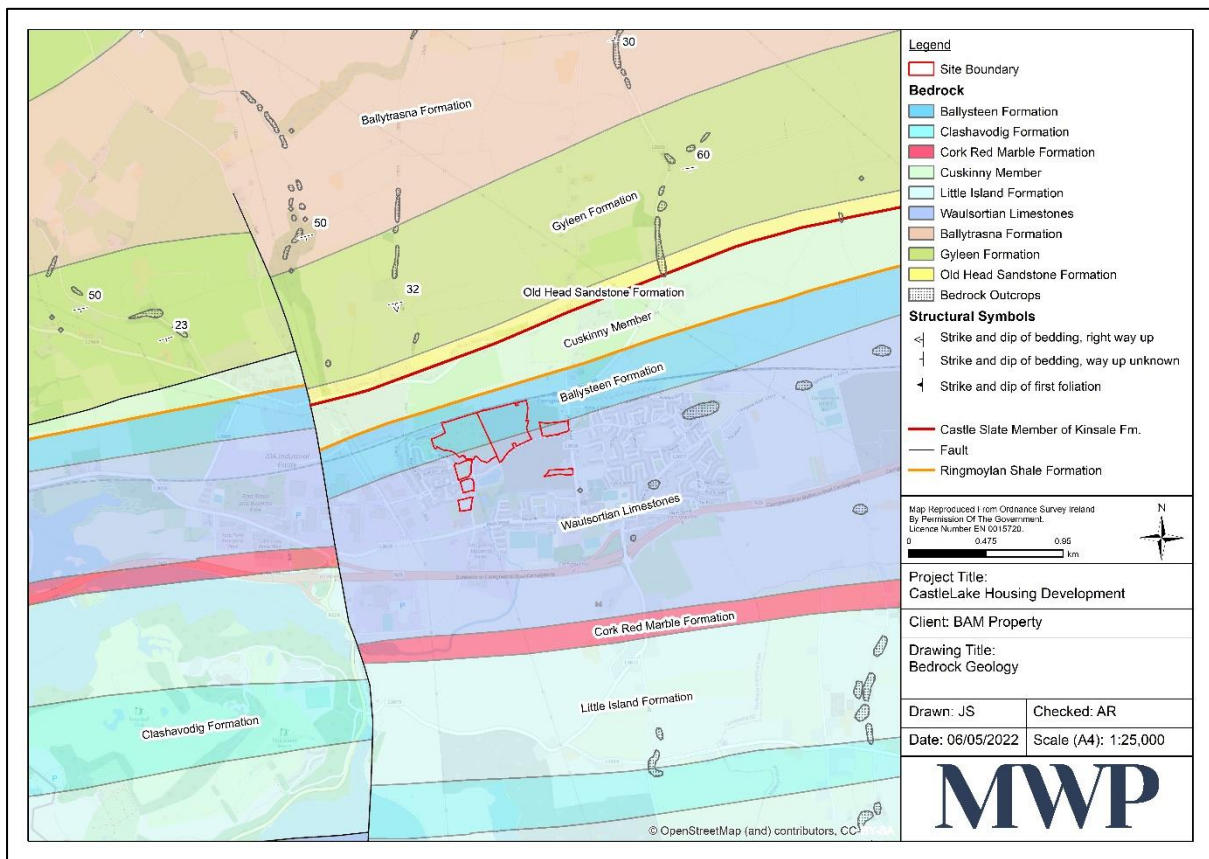 30
Ballytrasna Formation
60
50
Gyleen Formation
32
50
23
Old Head Sandstone Formation
Cuskinny Member
Ballysteen Formation
Waulsortian Limestones
Cork Red Marble Formation
Little Island Formation
Clashavodig Formation
© OpenStreetMap (and) contributors, CC-BY-SA
Legend
Site Boundary
Bedrock
Ballysteen Formation
Clashavodig Formation
Cork Red Marble Formation
Cuskinny Member
Little Island Formation
Waulsortian Limestones
Ballytrasna Formation
Gyleen Formation
Old Head Sandstone Formation
Bedrock Outcrops
Structural Symbols
Strike and dip of bedding, right way up
Strike and dip of bedding, way up unknown
Strike and dip of first foliation
Castle Slate Member of Kinsale Fm.
Fault
Ringmoylan Shale Formation
Map Reproduced From Ordnance Survey Ireland
By Permission Of The Government.
Licence Number EN 0015720.
N
0 0.475 0.95
km
Project Title:
CastleLake Housing Development
Client: BAM Property
Drawing Title:
Bedrock Geology
Drawn: JS
Checked: AR
Date: 06/05/2022
Scale (A4): 1:25,000
MWP